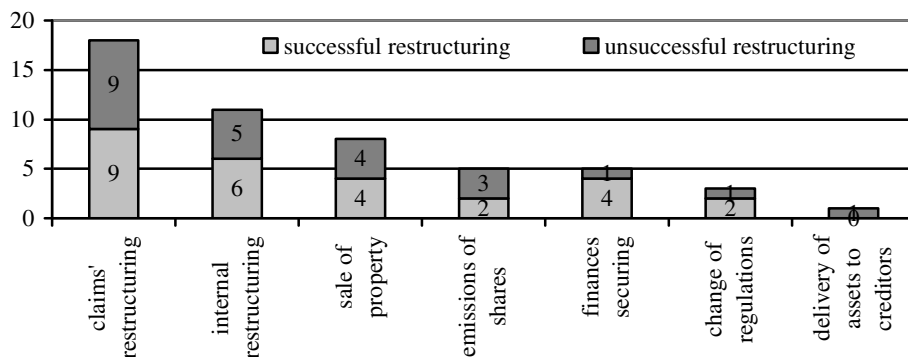 20
15
10
5
0
successful restructuring
unsuccessful restructuring
9
5
4
3
1
1
1
9
6
4
2
4
2
0
claims'
restructuring
internal
restructuring
sale of
property
emissions of
shares
finances
securing
change of
regulations
delivery of
assets to
creditors